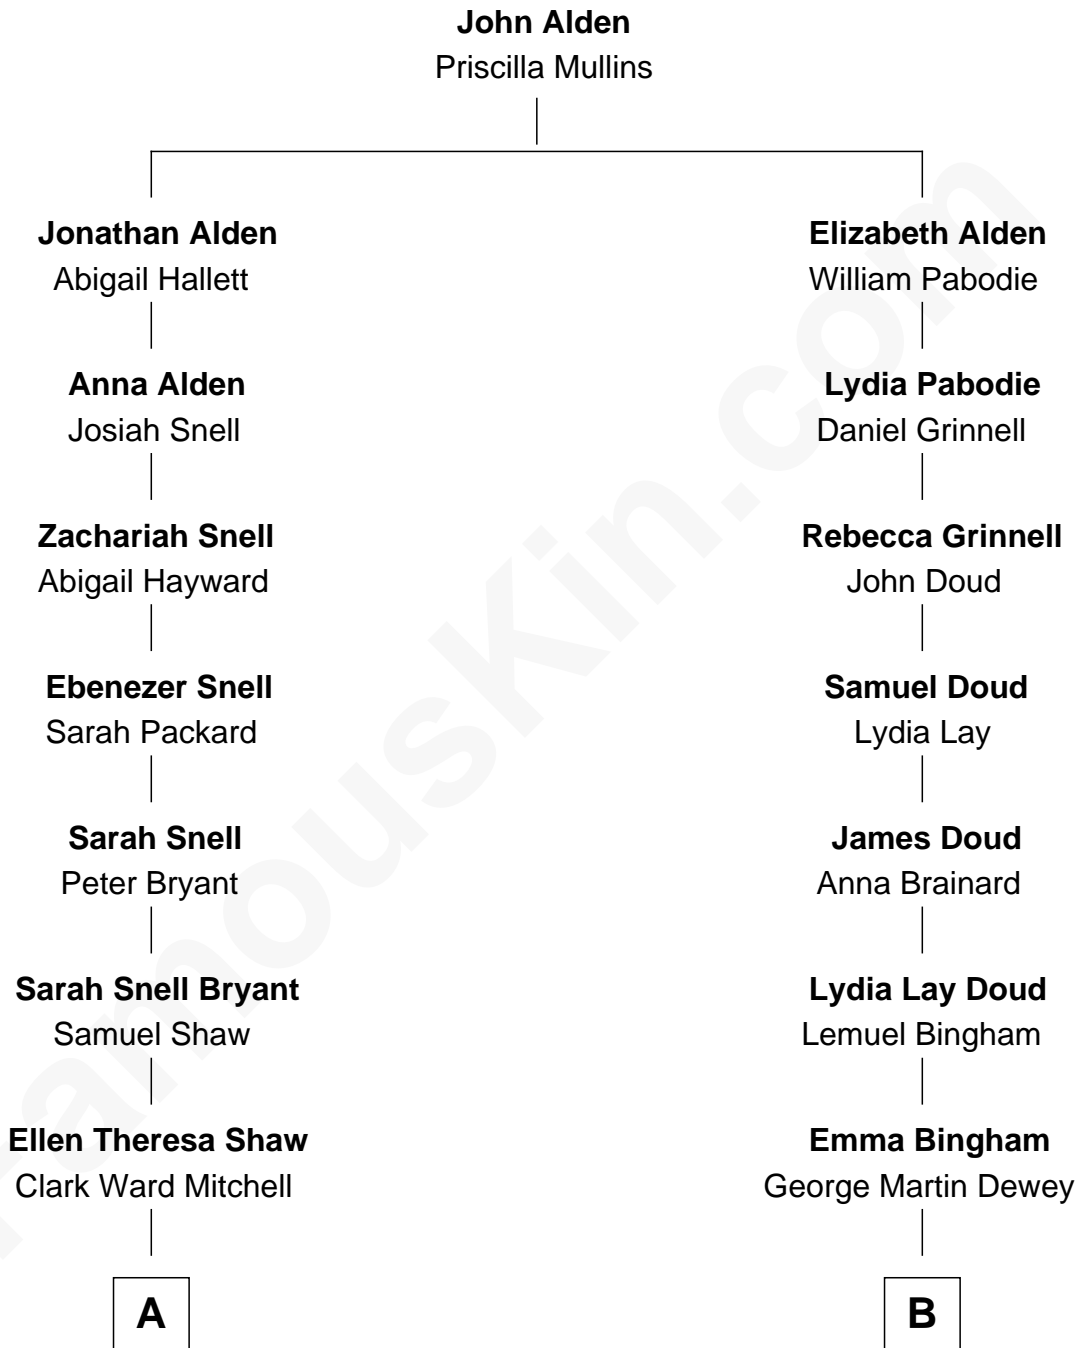 John Alden
Priscilla Mullins
Jonathan Alden
Abigail Hallett
Elizabeth Alden
William Pabodie
Anna Alden
Josiah Snell
Lydia Pabodie
Daniel Grinnell
Zachariah Snell
Abigail Hayward
Rebecca Grinnell
John Doud
Ebenezer Snell
Sarah Packard
Samuel Doud
Lydia Lay
Sarah Snell
Peter Bryant
James Doud
Anna Brainard
Sarah Snell Bryant
Samuel Shaw
Lydia Lay Doud
Lemuel Bingham
Ellen Theresa Shaw
Clark Ward Mitchell
Emma Bingham
George Martin Dewey
A
B
FamousKin.com